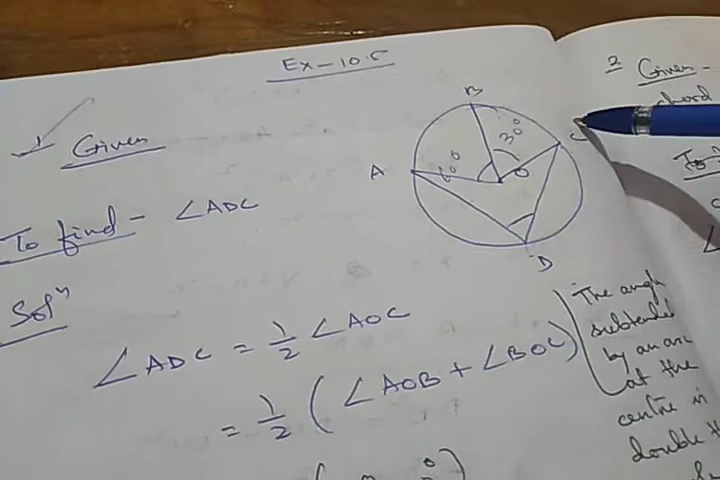 Ex-10.5
1 Given
B
30°
C
A
60°
O
D
To find - ∠ADC
Solⁿ
∠ADC = 1/2 ∠AOC
= 1/2 (∠AOB + ∠BOC)
The angle
subtended
by an arc
at the
centre is
double the
2 Given -
chord